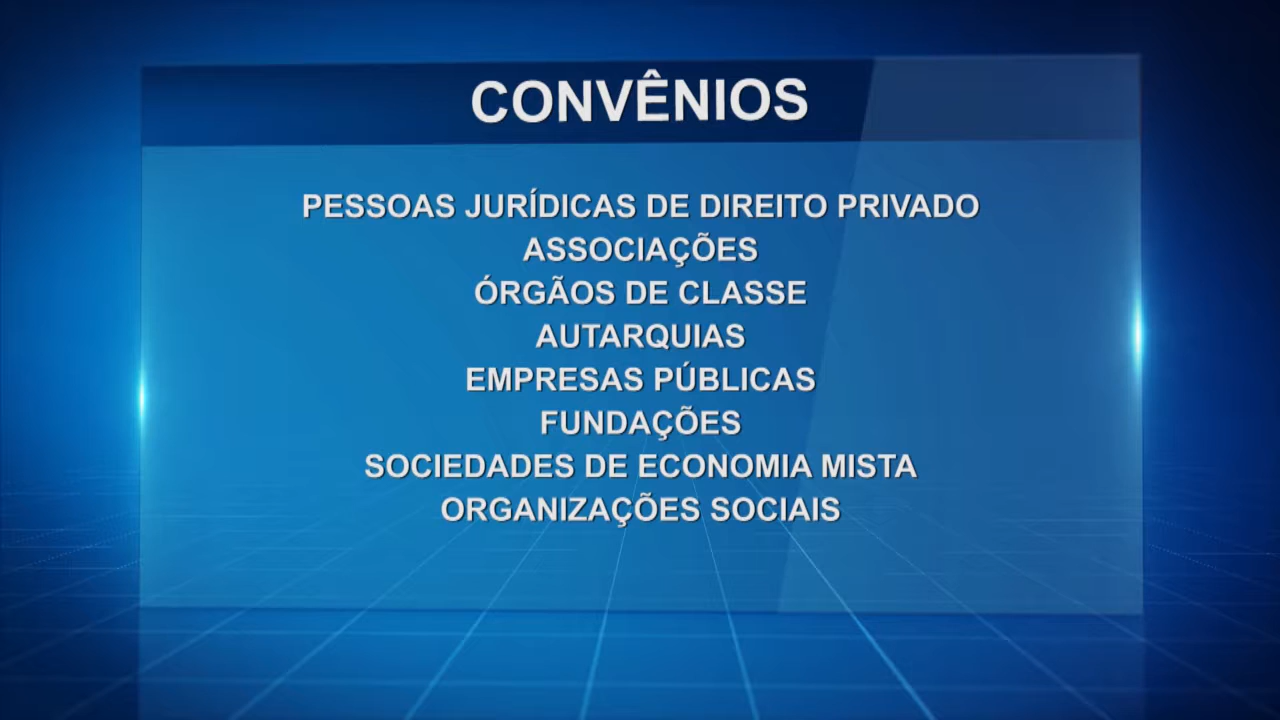 CONVÊNIOS
PESSOAS JURÍDICAS DE DIREITO PRIVADO
ASSOCIAÇÕES
ÓRGÃOS DE CLASSE
AUTARQUIAS
EMPRESAS PÚBLICAS
FUNDAÇÕES
SOCIEDADES DE ECONOMIA MISTA
ORGANIZAÇÕES SOCIAIS